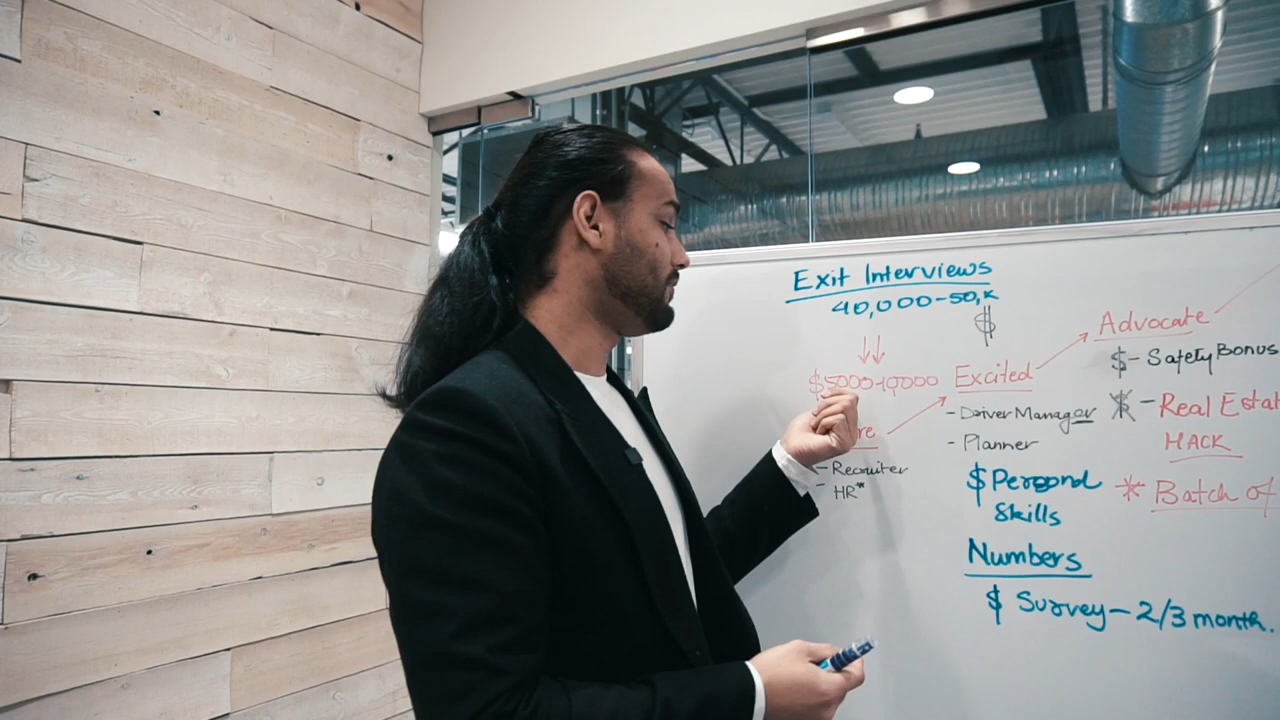 Exit Interviews
40,000-50,K
$
$5000-10000
re
- Recruiter
- HR*
Excited
- Driver Manager
- Planner
$ Personal
Skills
Numbers
$ Survey - 2/3 month.
Advocate
$ - Safety Bonus
- Real Estat
HACK
* Batch of